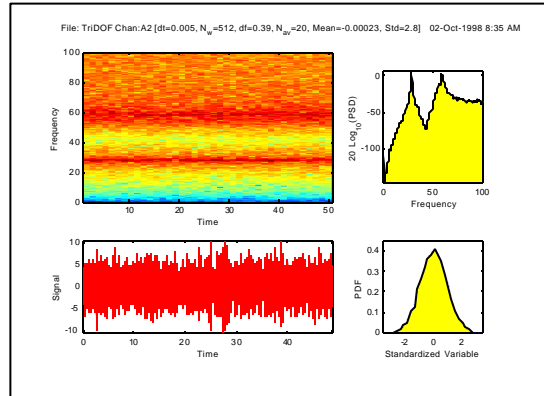 File: TriDOF Chan:A2 [dt=0.005, N_w=512, df=0.39, N_av=20, Mean=-0.00023, Std=2.8] 02-Oct-1998 8:35 AM
100
80
60
40
20
0
Frequency
10 20 30 40 50
Time
0
-50
-100
20 Log_10(PSD)
0 50 100
Frequency
10
5
0
-5
-10
Signal
0 10 20 30 40
Time
0.4
0.3
0.2
0.1
0
PDF
-2 0 2
Standardized Variable